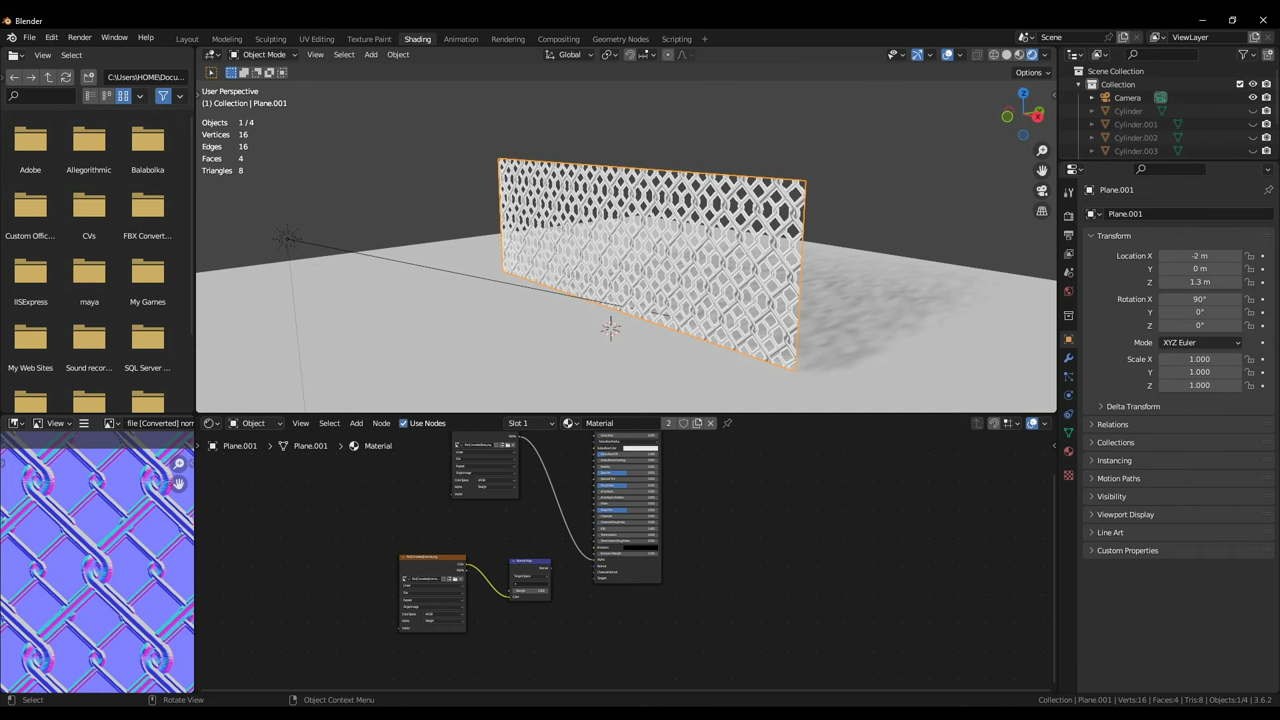 Blender
File Edit Render Window Help
Layout Modeling Sculpting UV Editing Texture Paint Shading Animation Rendering Compositing Geometry Nodes Scripting +
Scene
ViewLayer
View Select
Object Mode View Select Add Object
Global
C:\Users\HOME\Docu...
Options
User Perspective
(1) Collection | Plane.001
Objects 1 / 4
Vertices 16
Edges 16
Faces 4
Triangles 8
Adobe Allegorithmic Balabolka
Custom Offic... CVs FBX Convert...
IISExpress maya My Games
My Web Sites Sound recor... SQL Server ...
Z
X
Scene Collection
Collection
Camera
Cylinder
Cylinder.001
Cylinder.002
Cylinder.003
Plane.001
Plane.001
Transform
Location X -2 m
Y 0 m
Z 1.3 m
Rotation X 90°
Y 0°
Z 0°
Mode XYZ Euler
Scale X 1.000
Y 1.000
Z 1.000
Delta Transform
Relations
Collections
Instancing
Motion Paths
Visibility
Viewport Display
Line Art
Custom Properties
View file [Converted] norr
Object View Select Add Node Use Nodes Slot 1 Material 2
Plane.001 Plane.001 Material
Select Rotate View Object Context Menu
Collection | Plane.001 | Verts:16 | Faces:4 | Tris:8 | Objects:1/4 | 3.6.2